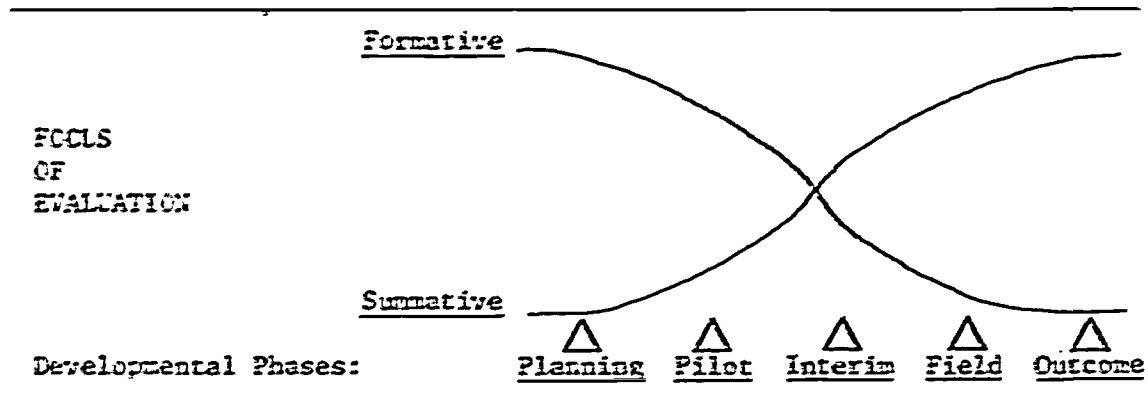 Formative
FOCUS
OF
EVALUATION
Summative
Developmental Phases:
Planning Pilot Interim Field Outcome